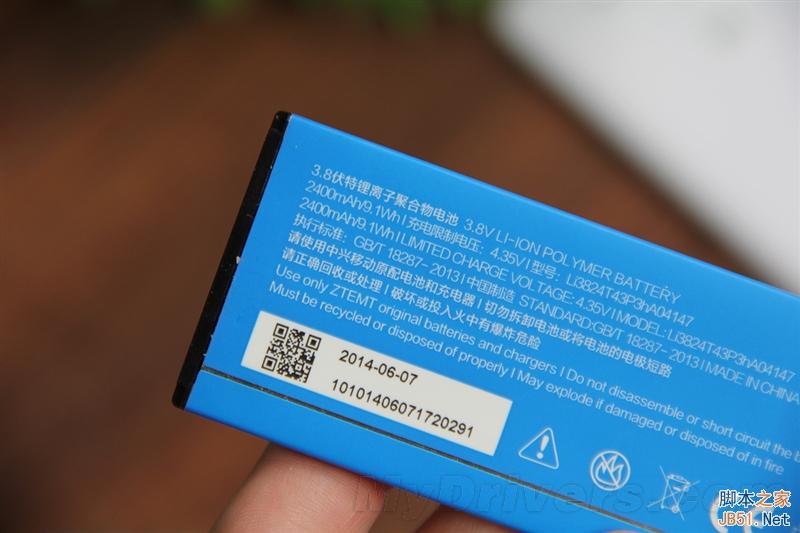 3.8伏特锂离子聚合物电池 3.8V LI-ION POLYMER BATTERY
2400mAh/9.1Wh I 充电限制电压：4.35V I 型号：Li3824T43P3hA04147
2400mAh/9.1Wh I LIMITED CHARGE VOLTAGE: 4.35V I MODEL: Li3824T43P3hA04147
执行标准：GB/T 18287-2013 I 中国制造 STANDARD:GB/T 18287-2013 I MADE IN CHINA
请使用中兴移动原配电池和充电器 I 切勿拆卸电池或将电池的电极短路
请正确回收或处理 I 破坏或投入火中有爆炸危险
Use only ZTEMT original batteries and chargers I Do not disassemble or short circuit the b
Must be recycled or disposed of properly I May explode if damaged or disposed of in fire
2014-06-07
10101406071720291
MyDrivers.com
脚本之家
JB51.Net